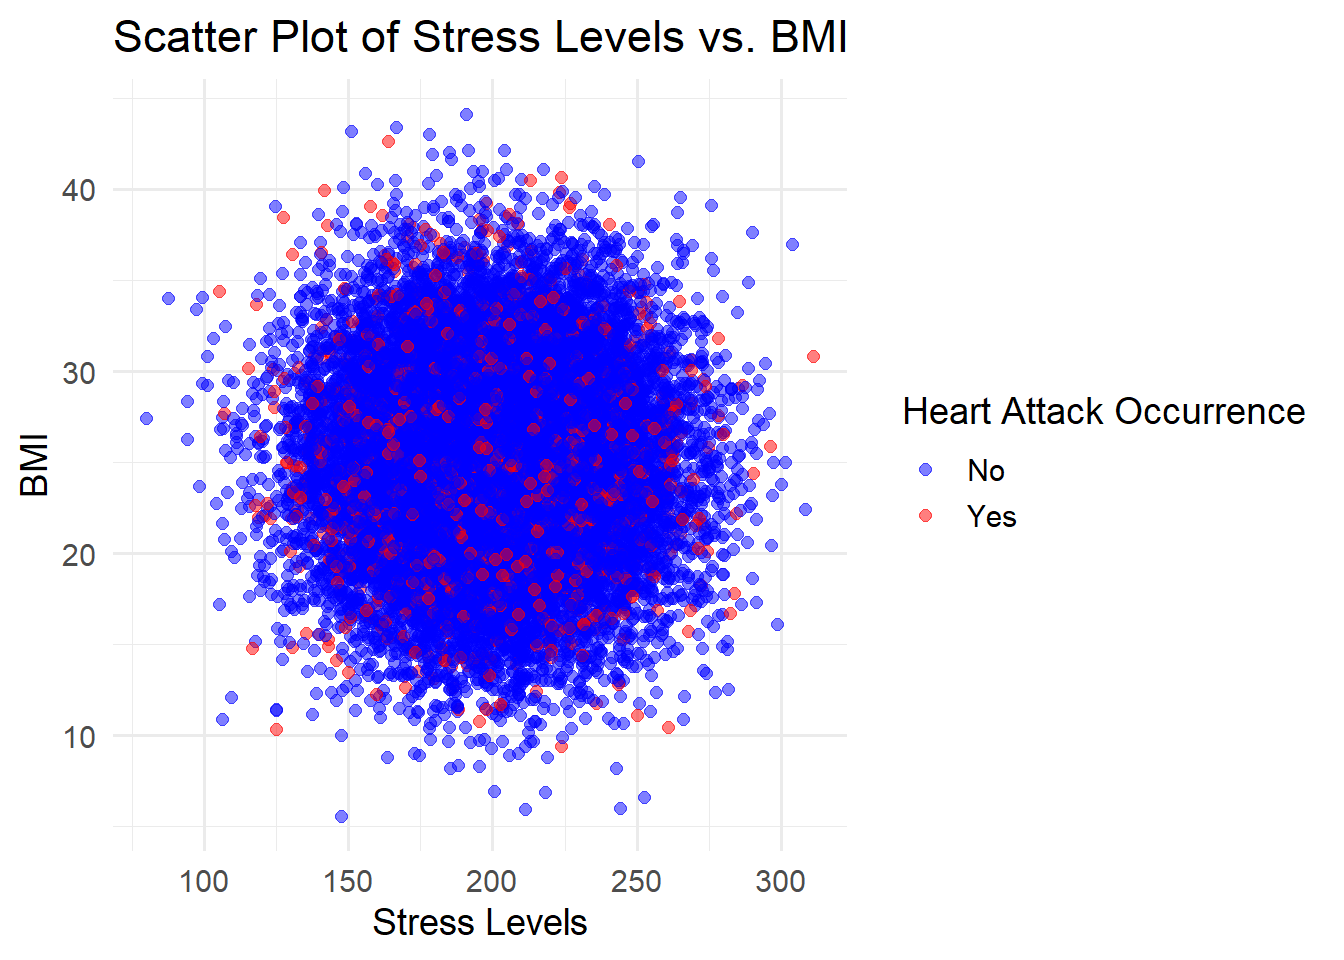 Scatter Plot of Stress Levels vs. BMI
40
30
20
10
BMI
100 150 200 250 300
Stress Levels
Heart Attack Occurrence
No
Yes